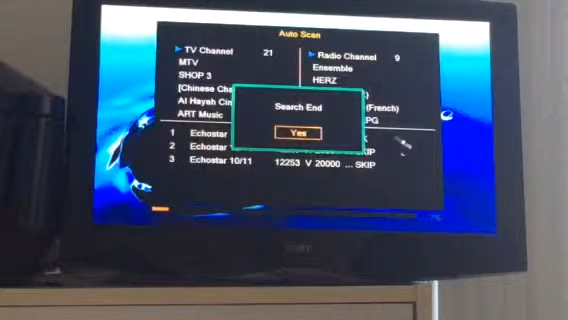 Auto Scan
TV Channel 21
Radio Channel 9
MTV
Ensemble
SHOP 3
HERZ
[Chinese Cha
Al Hayah Cin
(French)
ART Music
PG
Search End
Yes
1 Echostar
2 Echostar
SKIP
3 Echostar 10/11 12253 V 20000 ... SKIP